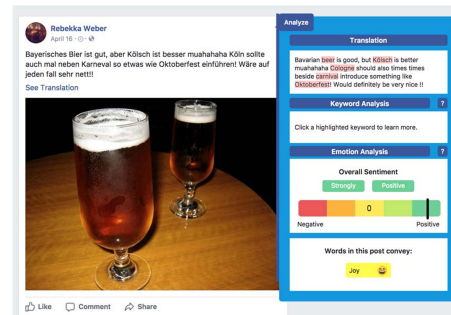 Rebekka Weber
April 16
Bayerisches Bier ist gut, aber Kölsch ist besser muahahaha Köln sollte
auch mal neben Karneval so etwas wie Oktoberfest einführen! Wäre auf
jeden fall sehr nett!!
See Translation
Like Comment Share
Analyze
Translation
Bavarian beer is good, but Kölsch is better
muahahaha Cologne should also times times
beside carnival introduce something like
Oktoberfest! Would definitely be very nice !!
Keyword Analysis ?
Click a highlighted keyword to learn more.
Emotion Analysis ?
Overall Sentiment
Strongly Positive
0
Negative Positive
Words in this post convey:
Joy